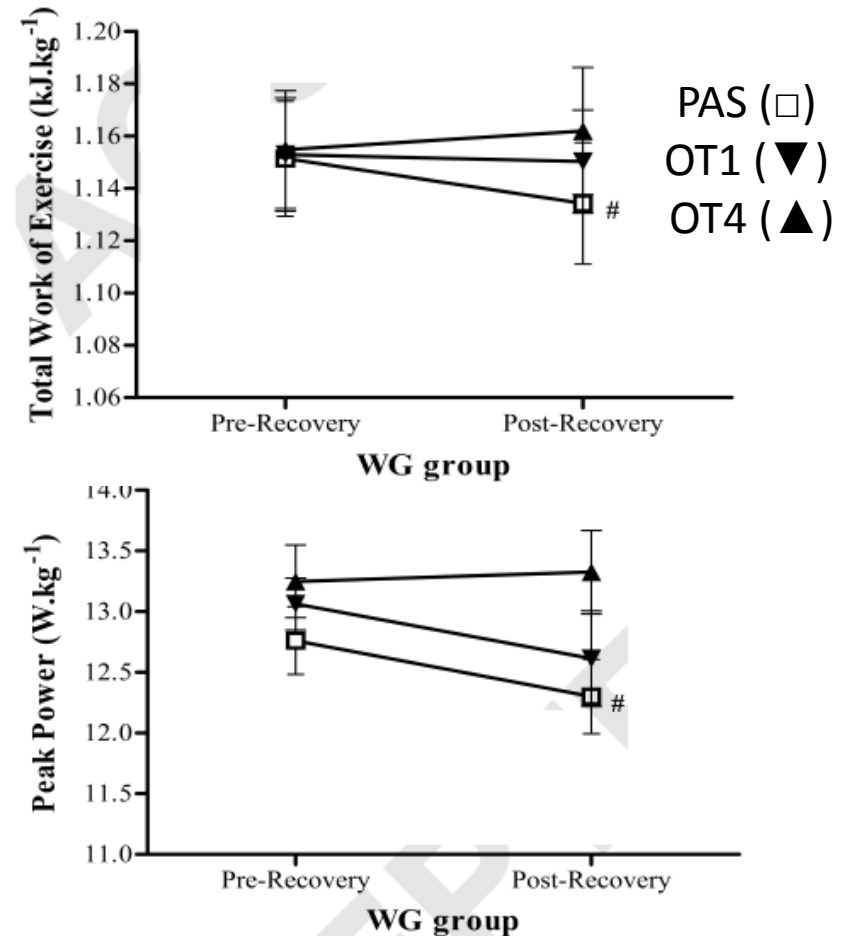 Total Work of Exercise (kJ.kg⁻¹)
1.20
1.18
1.16
1.14
1.12
1.10
1.08
1.06
Pre-Recovery Post-Recovery
WG group
#
PAS (□)
OT1 (▼)
OT4 (▲)
Peak Power (W.kg⁻¹)
14.0
13.5
13.0
12.5
12.0
11.5
11.0
Pre-Recovery Post-Recovery
WG group
#